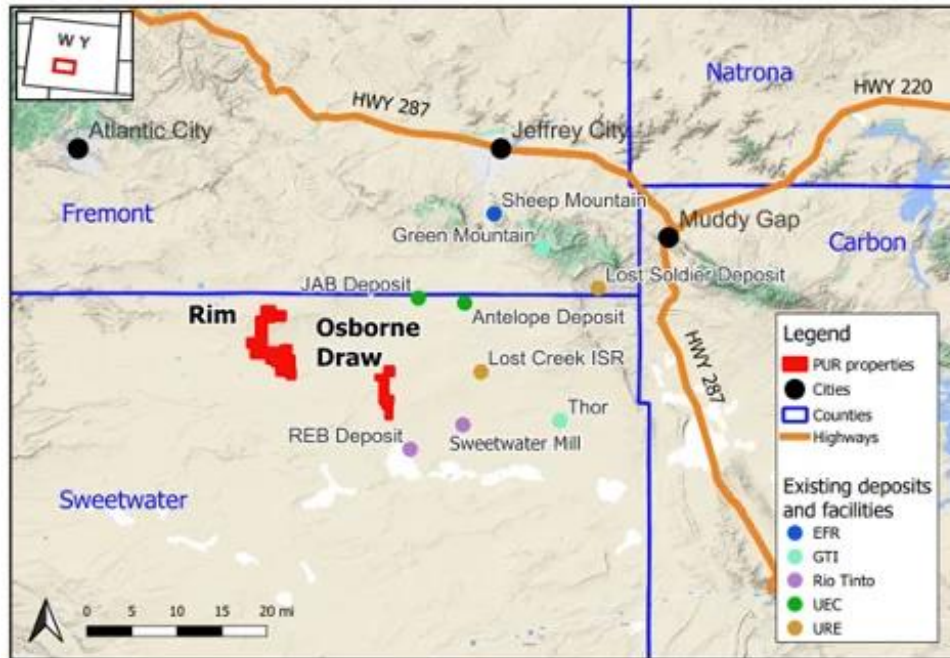 W Y
Natrona
HWY 220
HWY 287
Atlantic City
Jeffrey City
Sheep Mountain
Fremont
Muddy Gap
Green Mountain
Carbon
Lost Soldier Deposit
JAB Deposit
Rim
Osborne
Draw
Antelope Deposit
HWY 287
Lost Creek ISR
Thor
REB Deposit
Sweetwater Mill
Sweetwater
0 5 10 15 20 mi
Legend
PUR properties
Cities
Counties
Highways
Existing deposits
and facilities
EFR
GTI
Rio Tinto
UEC
URE